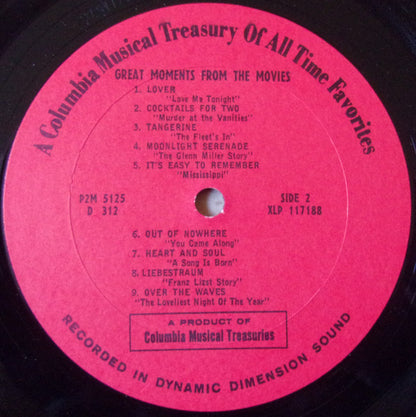 A Columbia Musical Treasury Of All Time Favorites
GREAT MOMENTS FROM THE MOVIES
1. LOVER
"Love Me Tonight"
2. COCKTAILS FOR TWO
"Murder at the Vanities"
3. TANGERINE
"The Fleet's In"
4. MOONLIGHT SERENADE
"The Glenn Miller Story"
5. IT'S EASY TO REMEMBER
"Mississippi"
P2M 5125
D 312
SIDE 2
XLP 117188
6. OUT OF NOWHERE
"You Came Along"
7. HEART AND SOUL
"A Song Is Born"
8. LIEBESTRAUM
"Franz Lizst Story"
9. OVER THE WAVES
"The Loveliest Night Of The Year"
A PRODUCT OF
Columbia Musical Treasuries
RECORDED IN DYNAMIC DIMENSION SOUND